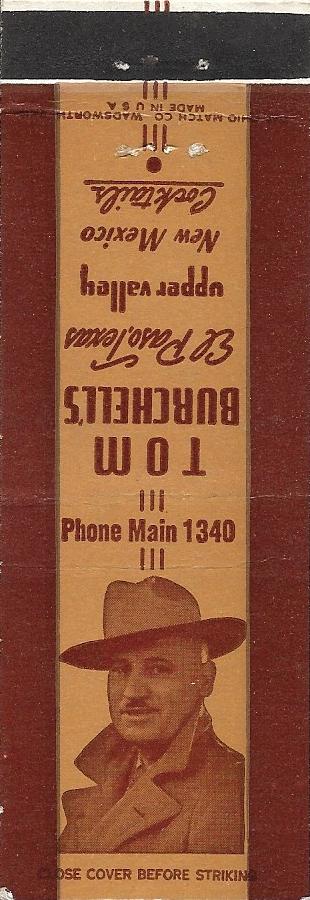 OHIO MATCH CO. WADSWORTH
MADE IN U S A
TOM
BURCHELL'S
El Paso, Texas
upper valley
New Mexico
Cocktails
Phone Main 1340
CLOSE COVER BEFORE STRIKING